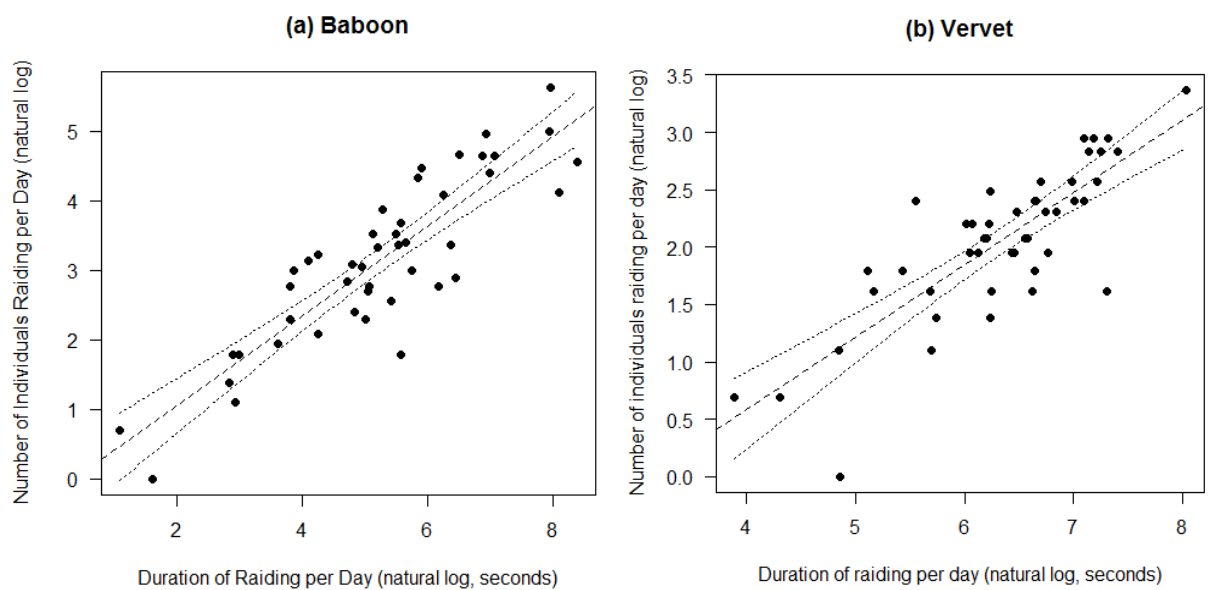 (a) Baboon
Number of Individuals Raiding per Day (natural log)
5
4
3
2
1
0
2 4 6 8
Duration of Raiding per Day (natural log, seconds)
(b) Vervet
Number of individuals raiding per day (natural log)
3.5
3.0
2.5
2.0
1.5
1.0
0.5
0.0
4 5 6 7 8
Duration of raiding per day (natural log, seconds)